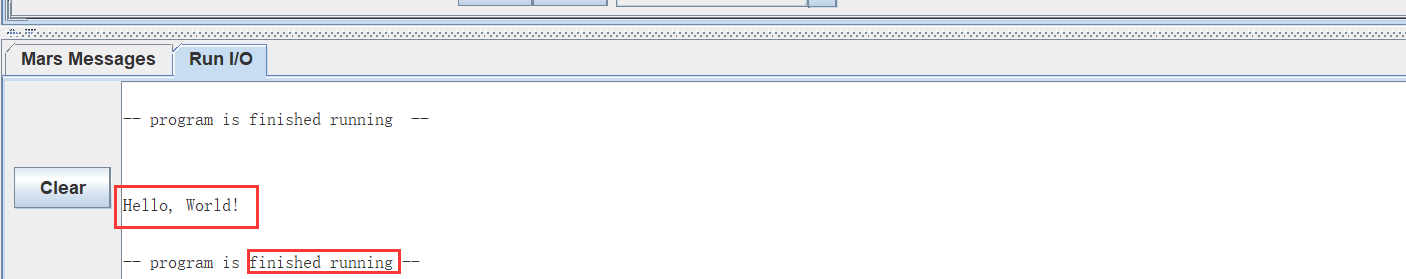 Mars Messages Run I/O
-- program is finished running  --
Clear
Hello, World!
-- program is finished running --